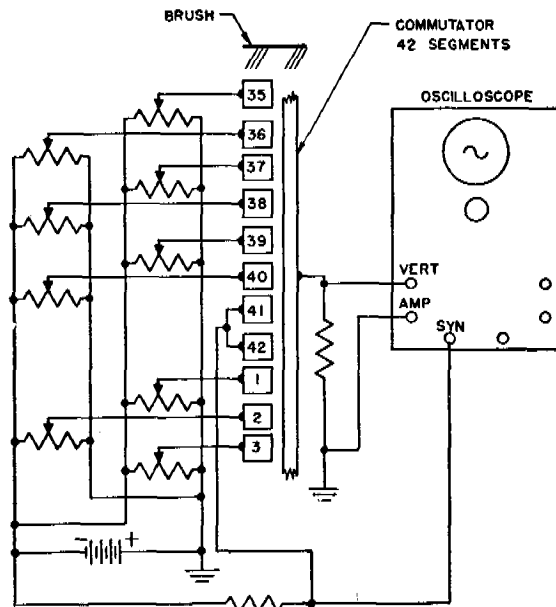 BRUSH
COMMUTATOR
42 SEGMENTS
OSCILLOSCOPE
35
36
37
38
39
40
41
42
1
2
3
VERT
AMP
SYN
- +